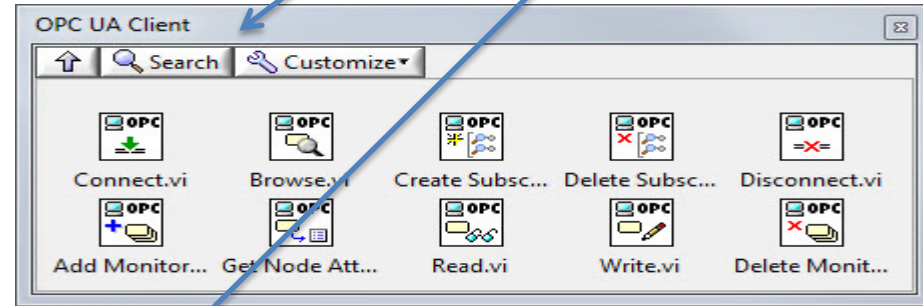 OPC UA Client
Search Customize
OPC OPC OPC OPC OPC
Connect.vi Browse.vi Create Subsc... Delete Subsc... Disconnect.vi
OPC OPC OPC OPC OPC
Add Monitor... Get Node Att... Read.vi Write.vi Delete Monit...